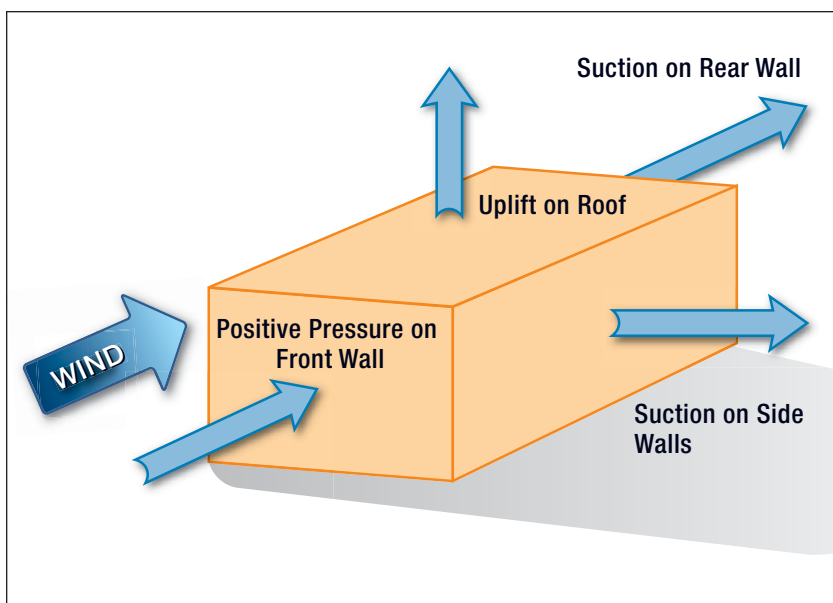 Suction on Rear Wall
Uplift on Roof
WIND
Positive Pressure on
Front Wall
Suction on Side
Walls